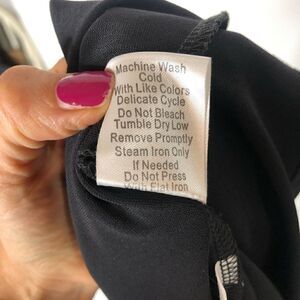 Machine Wash
Cold
With Like Colors
Delicate Cycle
Do Not Bleach
Tumble Dry Low
Remove Promptly
Steam Iron Only
If Needed
Do Not Press
With Flat Iron